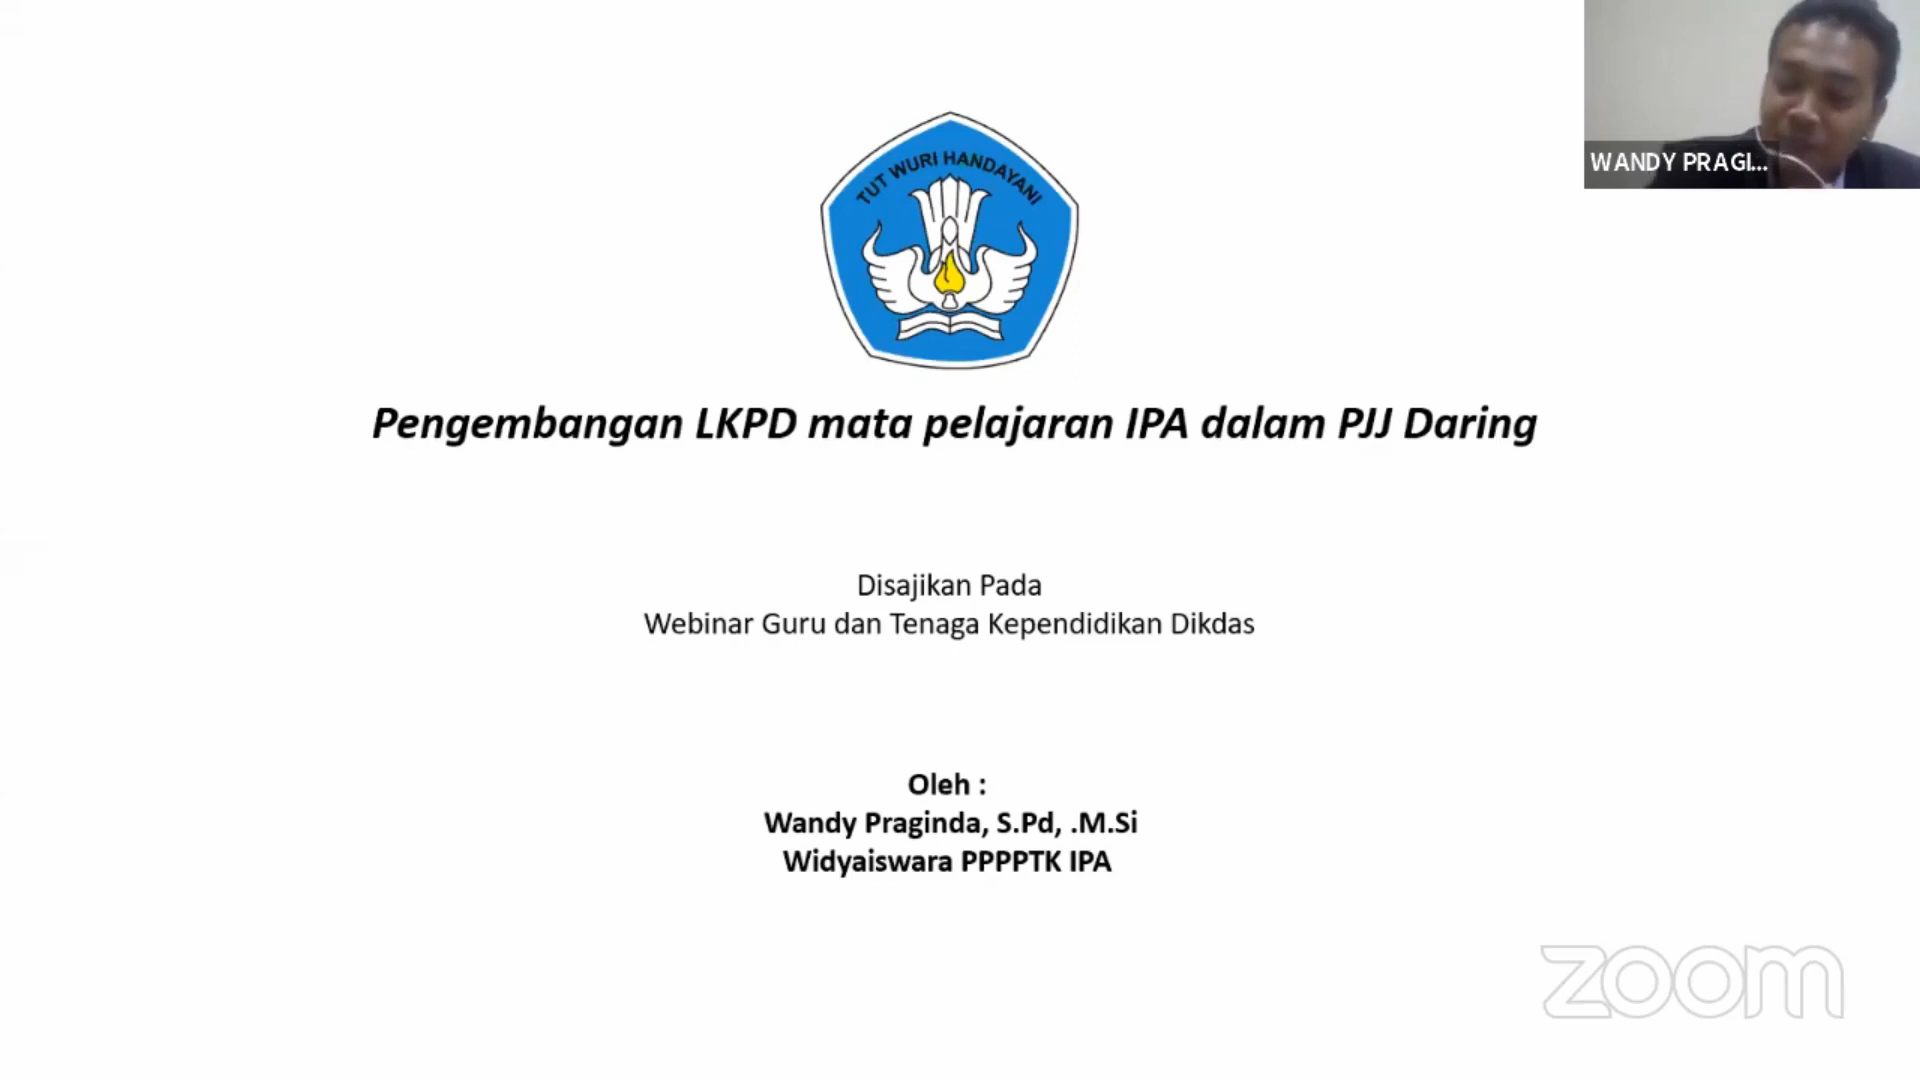 WANDY PRAGI...
TUT WURI HANDAYANI
Pengembangan LKPD mata pelajaran IPA dalam PJJ Daring
Disajikan Pada
Webinar Guru dan Tenaga Kependidikan Dikdas
Oleh :
Wandy Praginda, S.Pd, .M.Si
Widyaiswara PPPPTK IPA
zoom